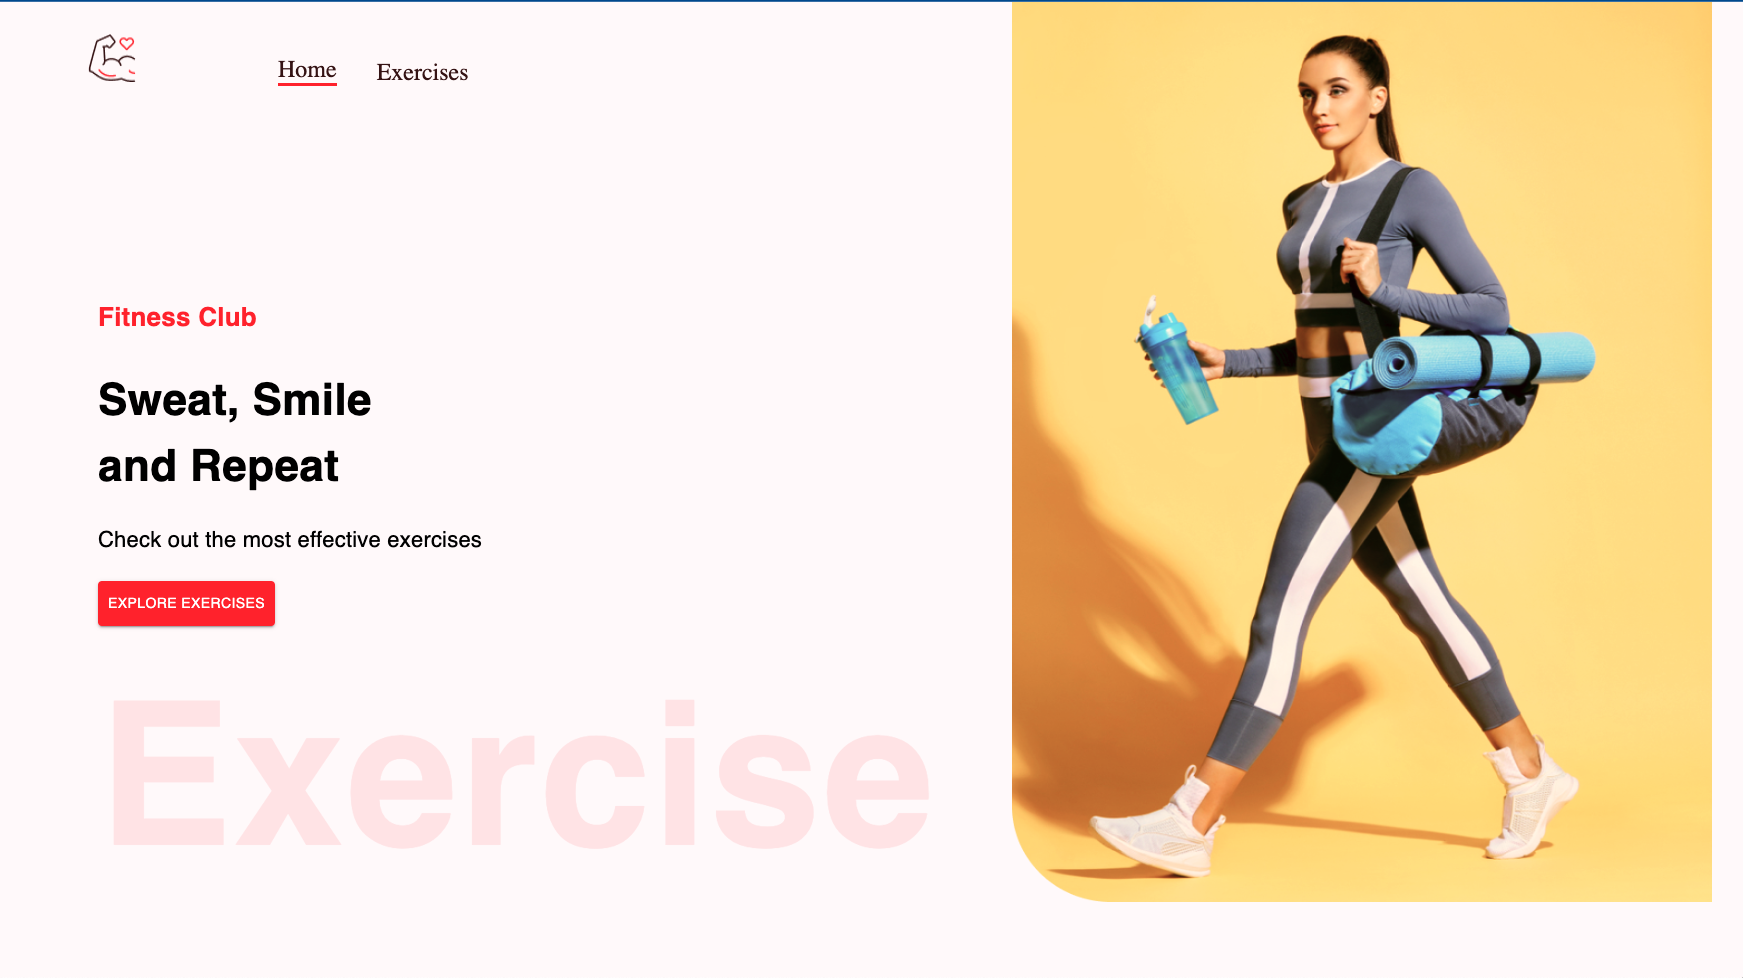 Home Exercises
Fitness Club
Sweat, Smile
and Repeat
Check out the most effective exercises
EXPLORE EXERCISES
Exercise